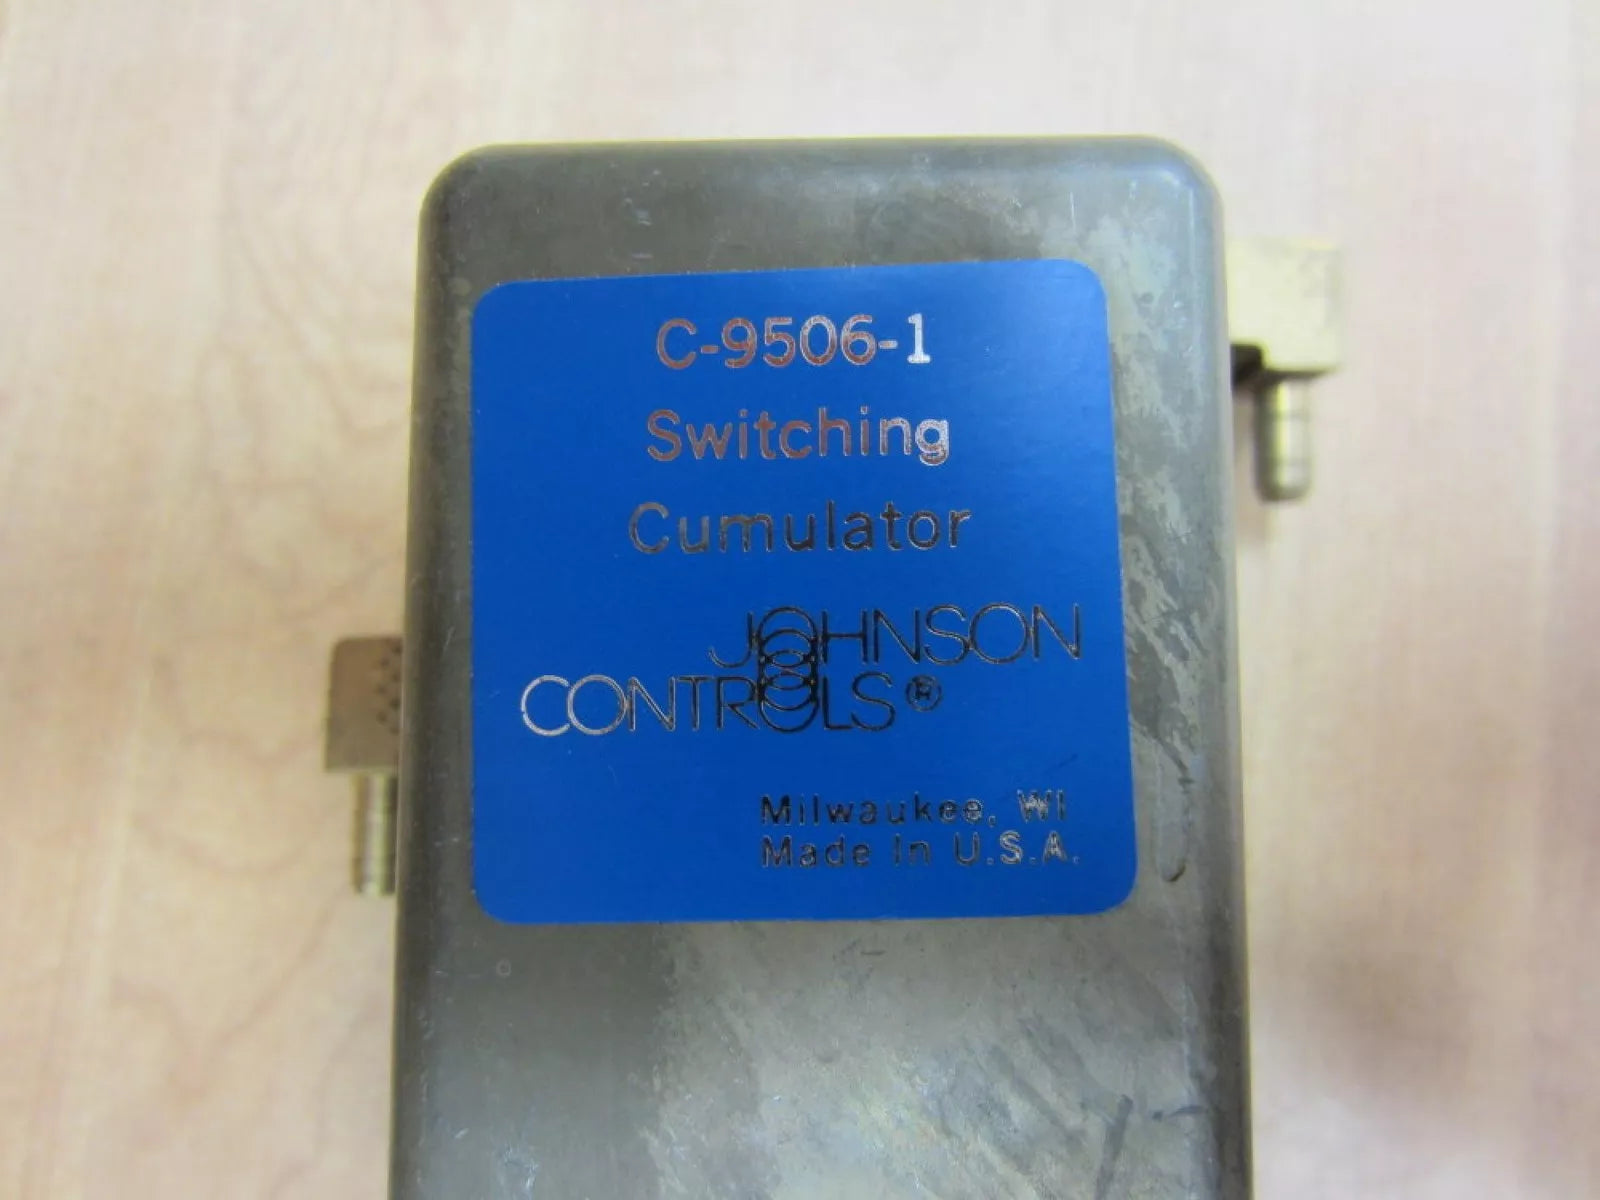 C-9506-1
Switching
Cumulator
JOHNSON
CONTROLS®
Milwaukee, WI
Made In U.S.A.